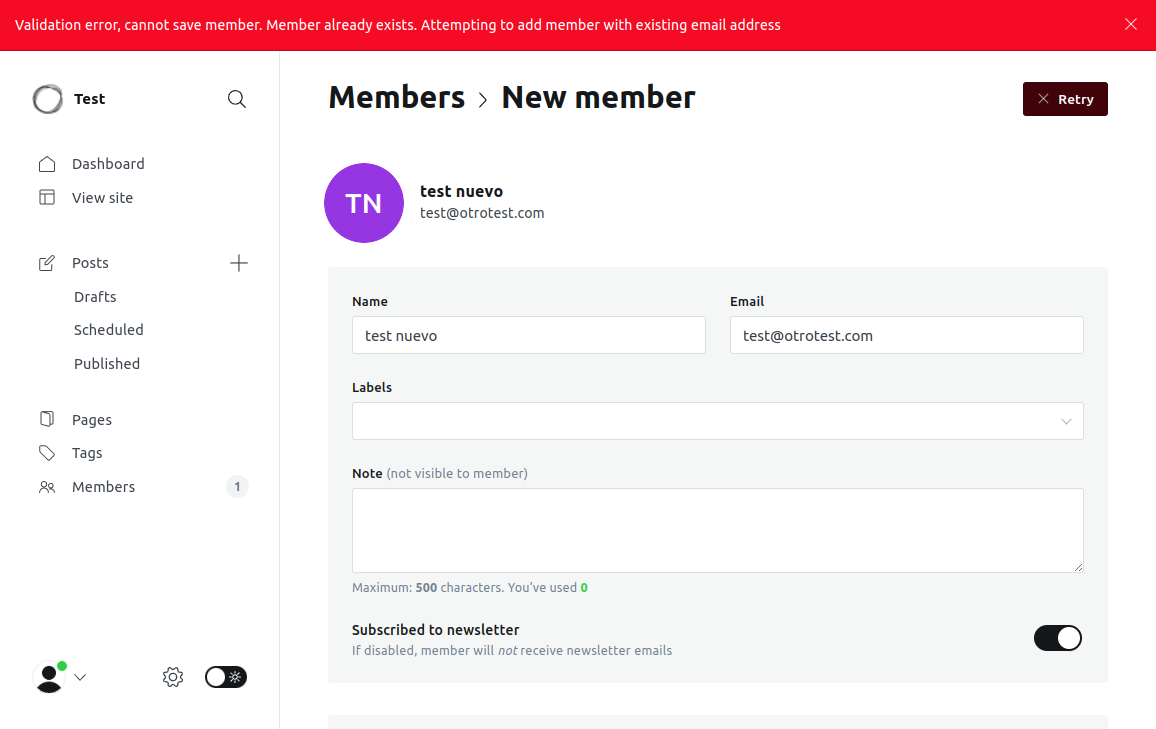 Validation error, cannot save member. Member already exists. Attempting to add member with existing email address
Test
Dashboard
View site
Posts
Drafts
Scheduled
Published
Pages
Tags
Members 1
Members > New member
Retry
TN
test nuevo
test@otrotest.com
Name
test nuevo
Email
test@otrotest.com
Labels
Note (not visible to member)
Maximum: 500 characters. You’ve used 0
Subscribed to newsletter
If disabled, member will not receive newsletter emails